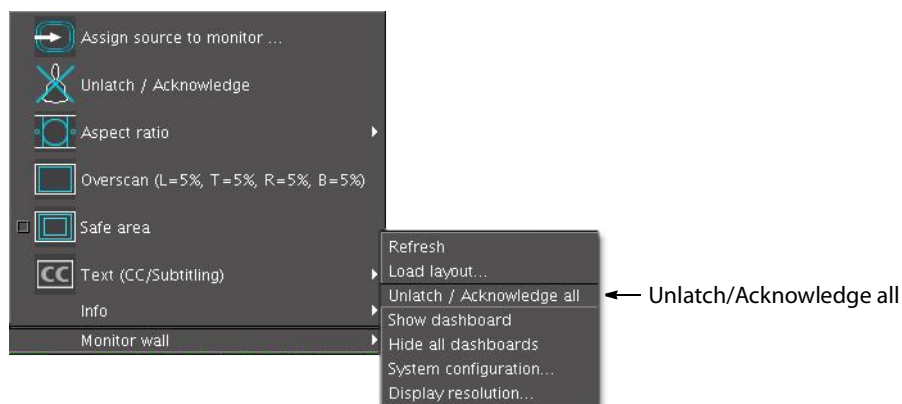 Assign source to monitor ...
Unlatch / Acknowledge
Aspect ratio
Overscan (L=5%, T=5%, R=5%, B=5%)
Safe area
CC Text (CC/Subtitling)
Info
Monitor wall
Refresh
Load layout...
Unlatch / Acknowledge all
Show dashboard
Hide all dashboards
System configuration...
Display resolution...
Unlatch/Acknowledge all